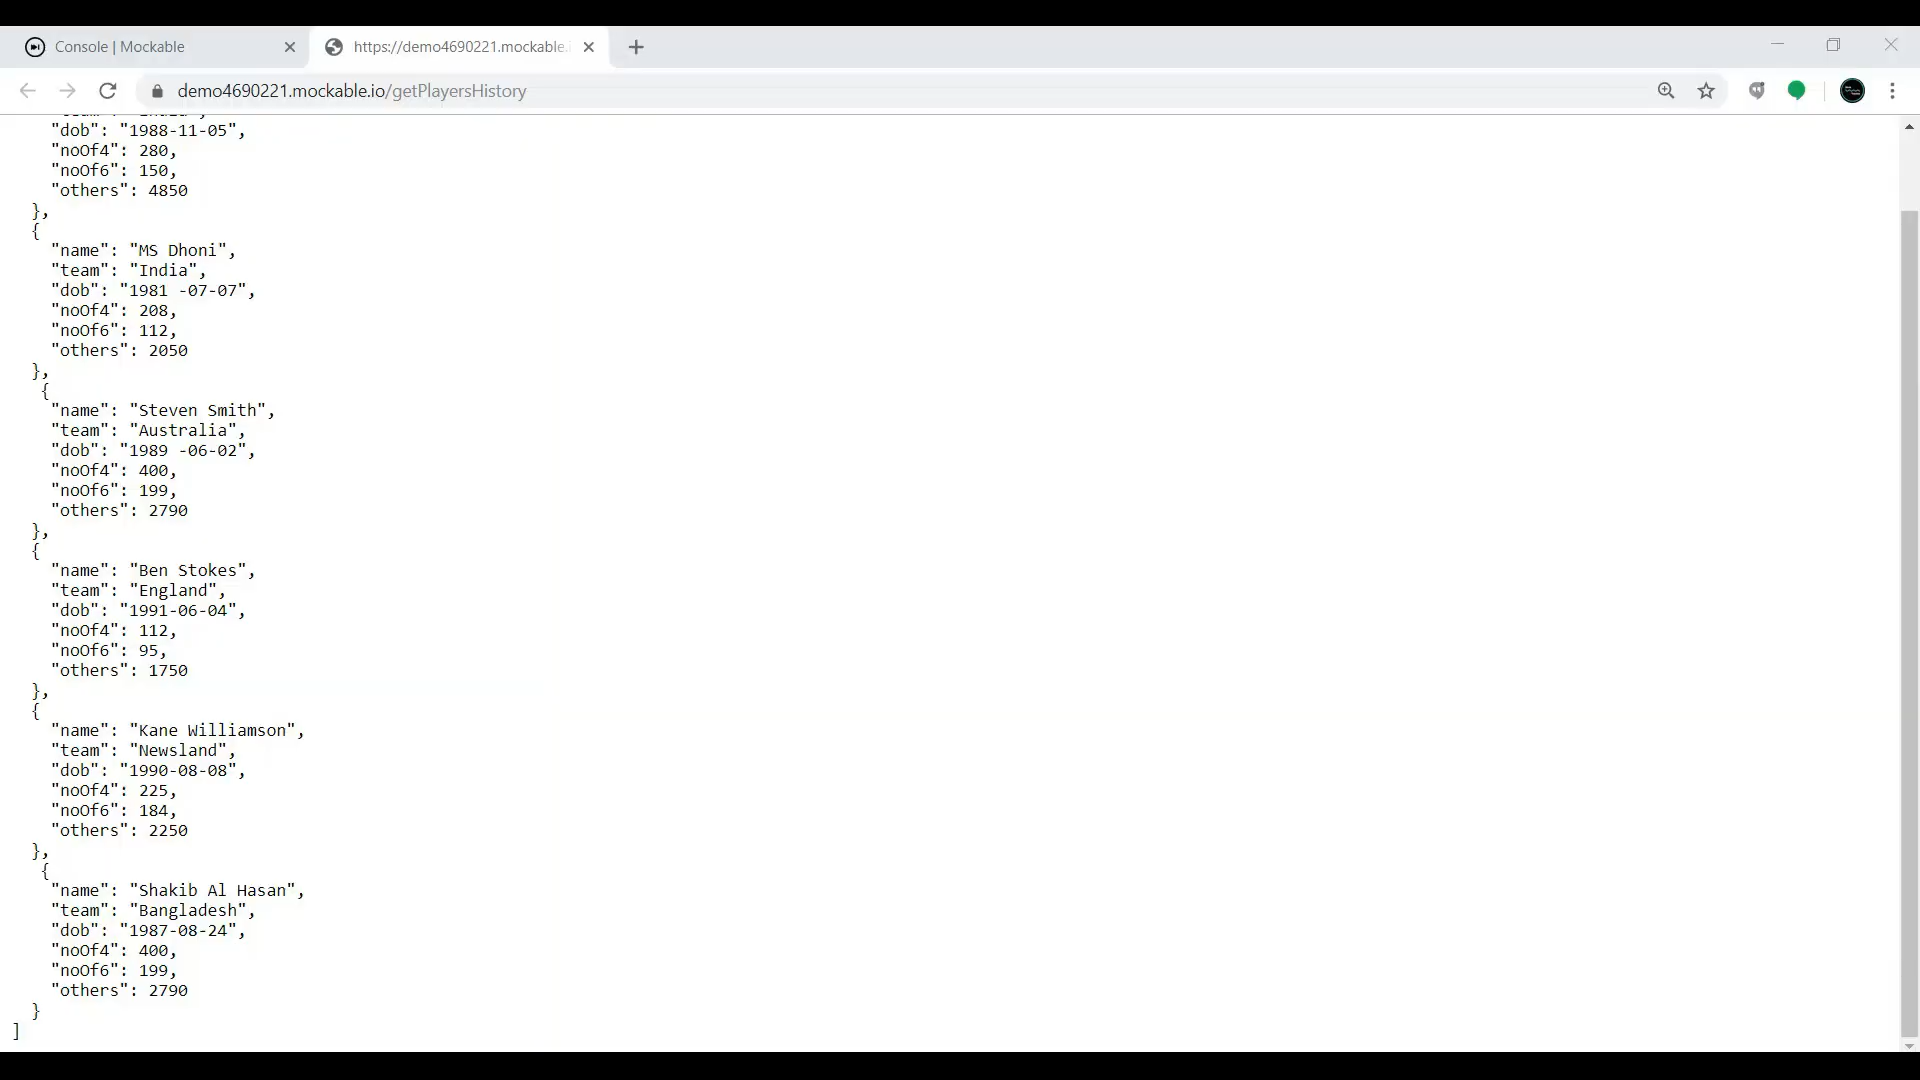 Console | Mockable
https://demo4690221.mockable.i
demo4690221.mockable.io/getPlayersHistory
"dob": "1988-11-05",
"noOf4": 280,
"noOf6": 150,
"others": 4850
},
{
"name": "MS Dhoni",
"team": "India",
"dob": "1981 -07-07",
"noOf4": 208,
"noOf6": 112,
"others": 2050
},
{
"name": "Steven Smith",
"team": "Australia",
"dob": "1989 -06-02",
"noOf4": 400,
"noOf6": 199,
"others": 2790
},
{
"name": "Ben Stokes",
"team": "England",
"dob": "1991-06-04",
"noOf4": 112,
"noOf6": 95,
"others": 1750
},
{
"name": "Kane Williamson",
"team": "Newsland",
"dob": "1990-08-08",
"noOf4": 225,
"noOf6": 184,
"others": 2250
},
{
"name": "Shakib Al Hasan",
"team": "Bangladesh",
"dob": "1987-08-24",
"noOf4": 400,
"noOf6": 199,
"others": 2790
}
]